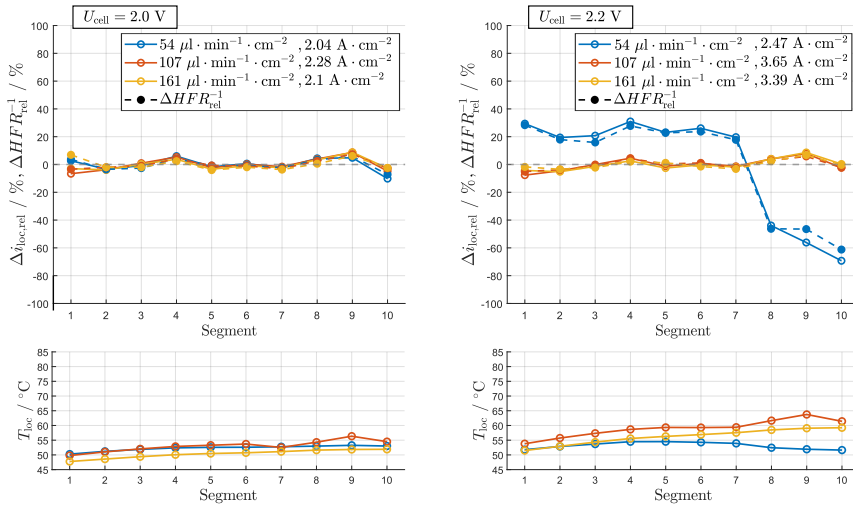 U_cell = 2.0 V
54 μl · min⁻¹ · cm⁻² , 2.04 A · cm⁻²
107 μl · min⁻¹ · cm⁻² , 2.28 A · cm⁻²
161 μl · min⁻¹ · cm⁻² , 2.1 A · cm⁻²
ΔHFR⁻¹_rel
Δi_loc,rel / %, ΔHFR⁻¹_rel / %
100
80
60
40
20
0
-20
-40
-60
-80
-100
1 2 3 4 5 6 7 8 9 10
Segment
U_cell = 2.2 V
54 μl · min⁻¹ · cm⁻² , 2.47 A · cm⁻²
107 μl · min⁻¹ · cm⁻² , 3.65 A · cm⁻²
161 μl · min⁻¹ · cm⁻² , 3.39 A · cm⁻²
ΔHFR⁻¹_rel
Δi_loc,rel / %, ΔHFR⁻¹_rel / %
100
80
60
40
20
0
-20
-40
-60
-80
-100
1 2 3 4 5 6 7 8 9 10
Segment
T_loc / °C
85
80
75
70
65
60
55
50
45
1 2 3 4 5 6 7 8 9 10
Segment
T_loc / °C
85
80
75
70
65
60
55
50
45
1 2 3 4 5 6 7 8 9 10
Segment